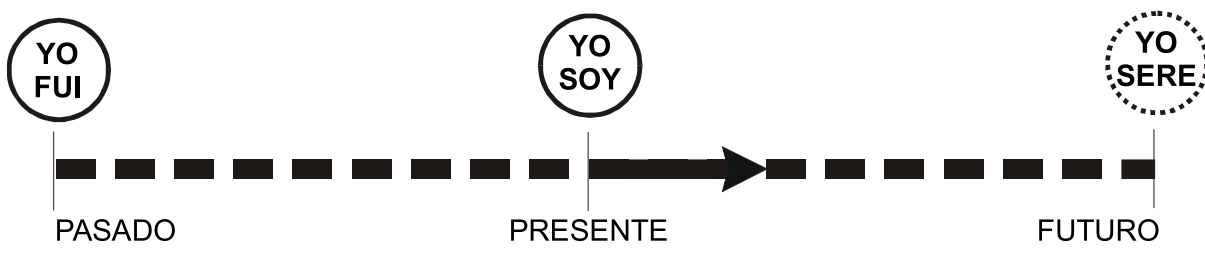 YO
FUI
YO
SOY
YO
SERE
PASADO
PRESENTE
FUTURO